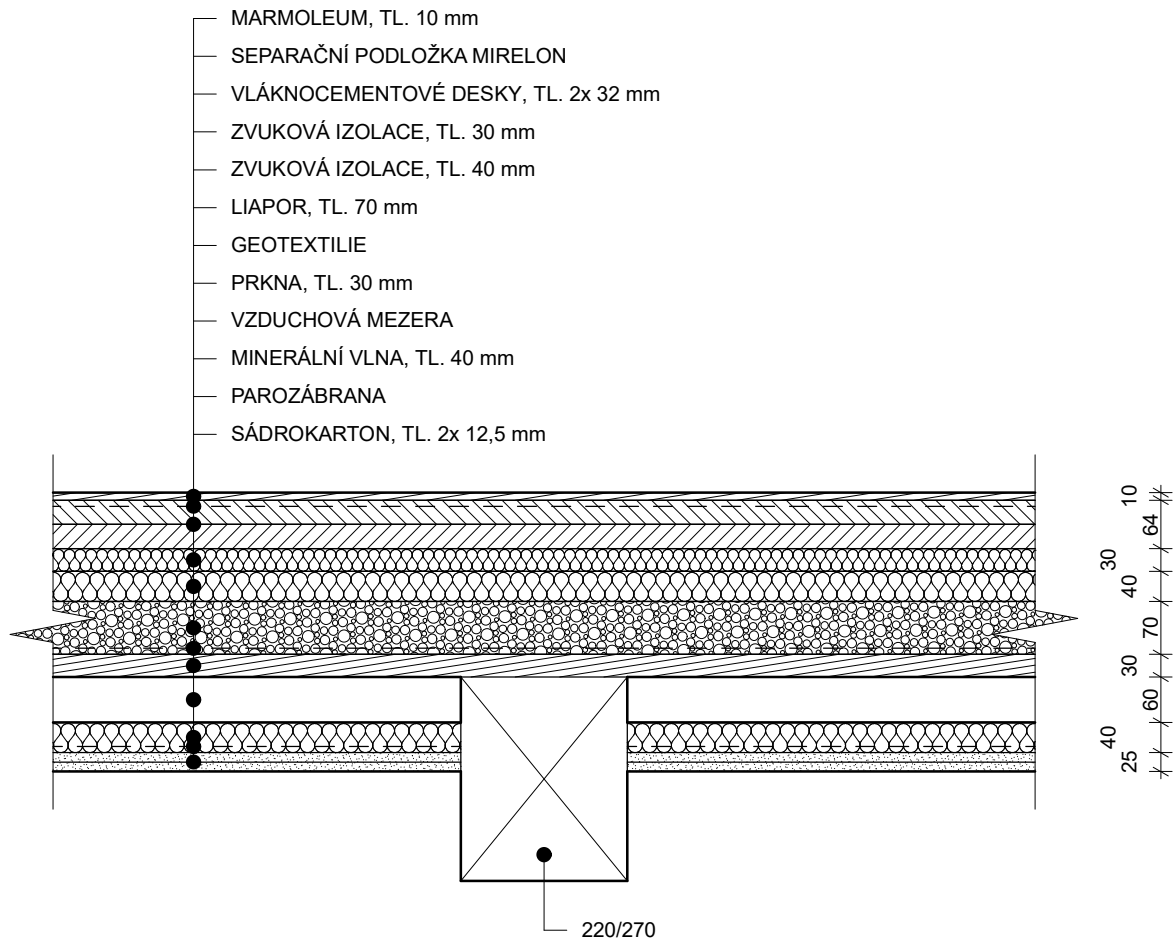 MARMOLEUM, TL. 10 mm
SEPARAČNÍ PODLOŽKA MIRELON
VLÁKNOCEMENTOVÉ DESKY, TL. 2x 32 mm
ZVUKOVÁ IZOLACE, TL. 30 mm
ZVUKOVÁ IZOLACE, TL. 40 mm
LIAPOR, TL. 70 mm
GEOTEXTILIE
PRKNA, TL. 30 mm
VZDUCHOVÁ MEZERA
MINERÁLNÍ VLNA, TL. 40 mm
PAROZÁBRANA
SÁDROKARTON, TL. 2x 12,5 mm
10
64
30
40
70
30
60
40
25
220/270